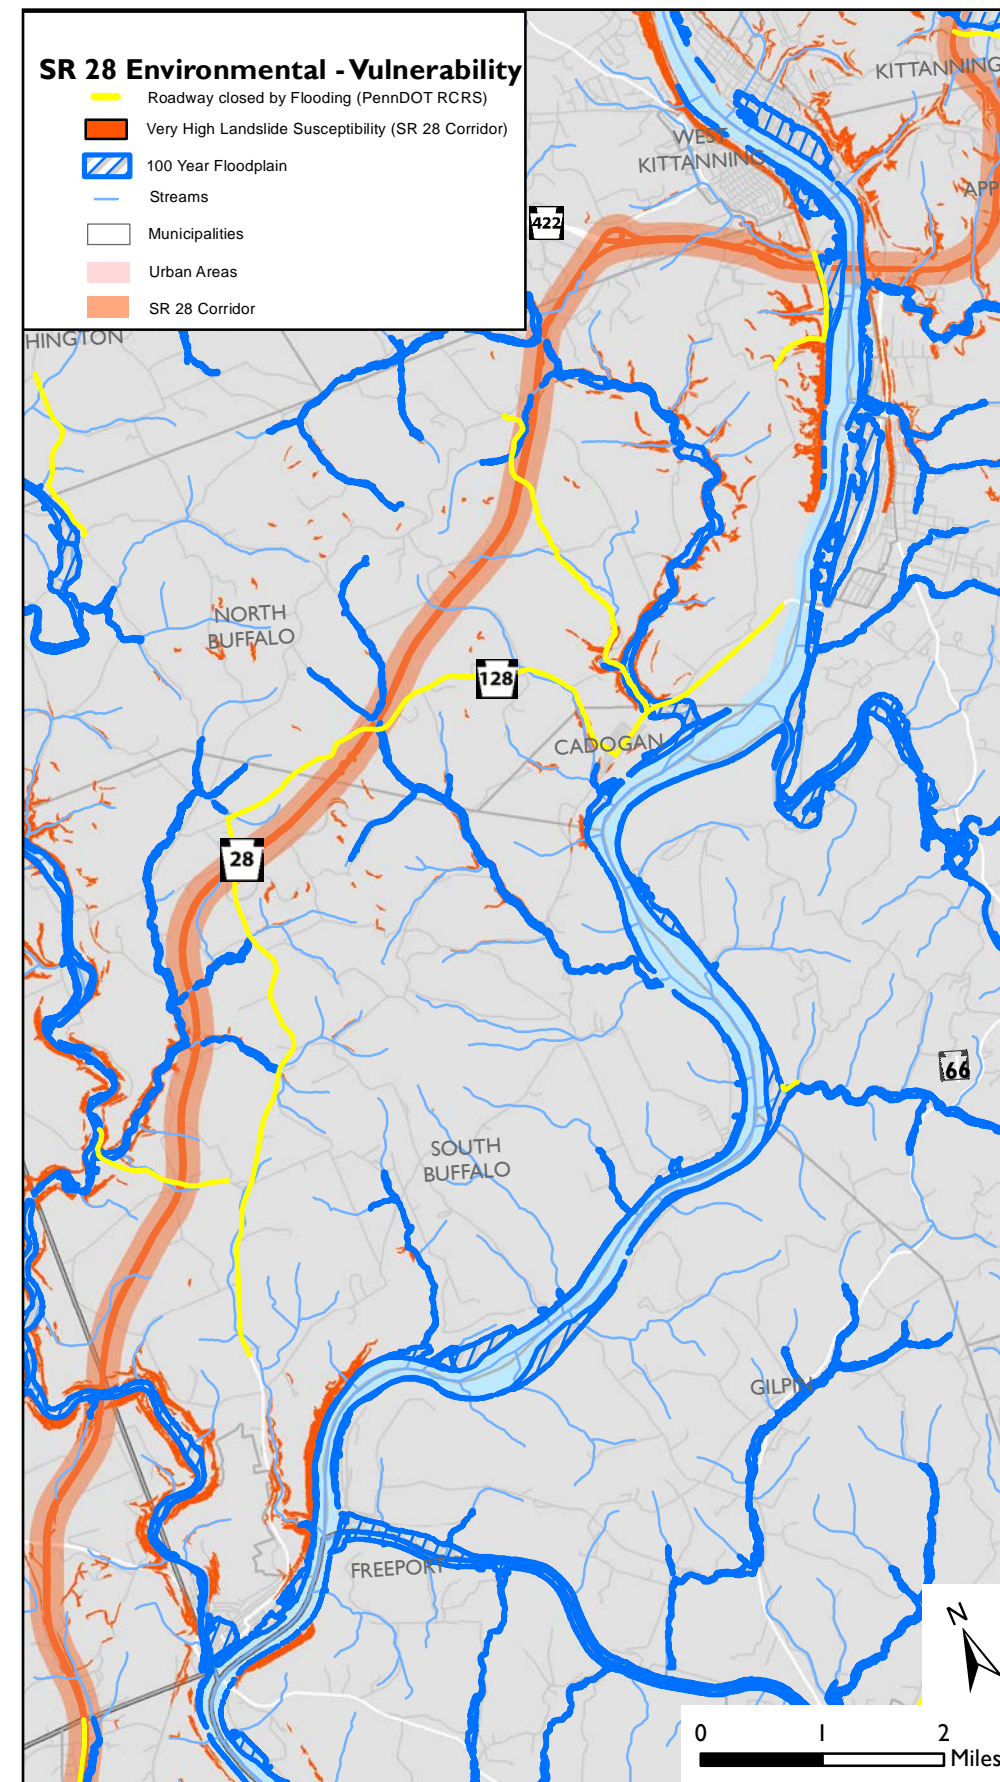 SR 28 Environmental - Vulnerability
Roadway closed by Flooding (PennDOT RCRS)
Very High Landslide Susceptibility (SR 28 Corridor)
100 Year Floodplain
Streams
Municipalities
Urban Areas
SR 28 Corridor
KITTANNING
WEST
KITTANNING
APP
422
HINGTON
NORTH
BUFFALO
128
CADOGAN
28
66
SOUTH
BUFFALO
GILPIN
FREEPORT
N
0 1 2
Miles